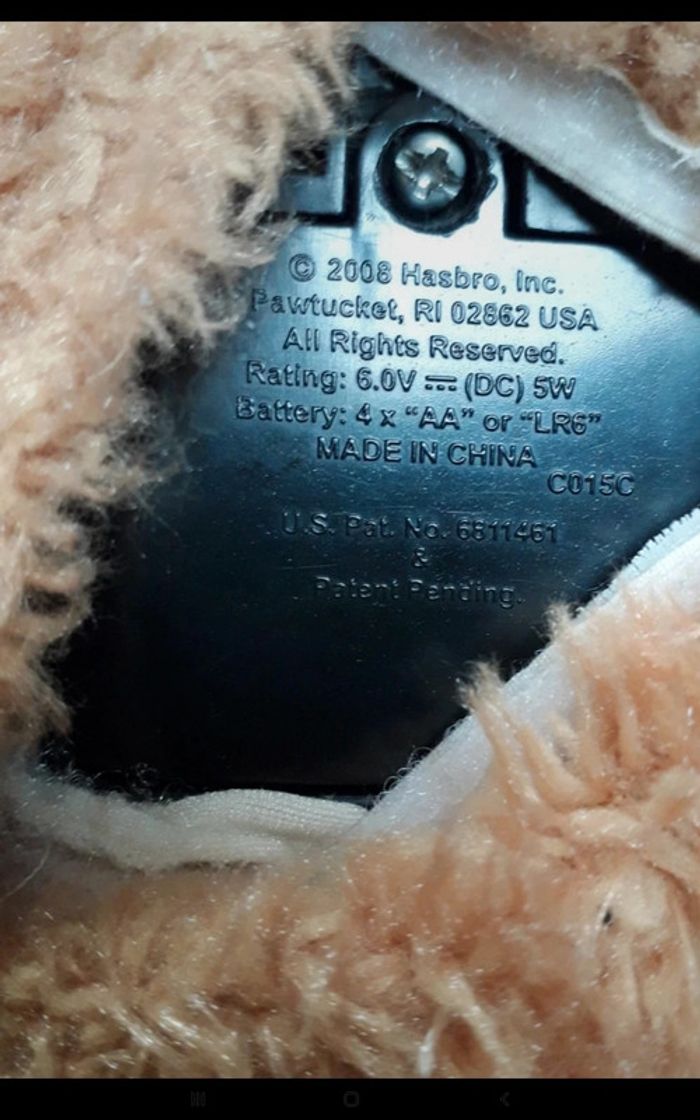 © 2008 Hasbro, Inc.
Pawtucket, RI 02862 USA
All Rights Reserved.
Rating: 6.0V ⎓ (DC) 5W
Battery: 4 x “AA” or “LR6”
MADE IN CHINA
C015C
U.S. Pat. No. 6811461
&
Patent Pending.